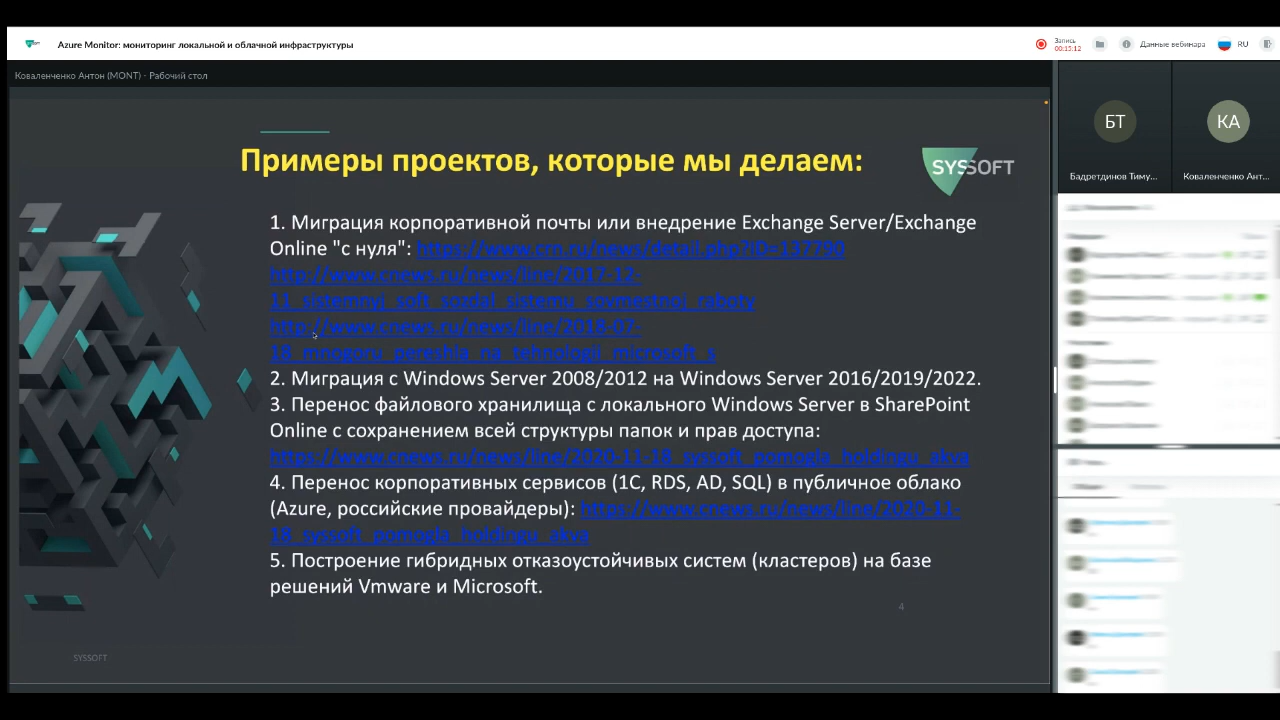 Azure Monitor: мониторинг локальной и облачной инфраструктуры
Запись
00:15:12
Данные вебинара
RU
Коваленченко Антон (MONT) - Рабочий стол
БТ
КА
Бадретдинов Тиму...
Коваленченко Ант...
Примеры проектов, которые мы делаем:
SYSSOFT
1. Миграция корпоративной почты или внедрение Exchange Server/Exchange
Online "с нуля": https://www.crn.ru/news/detail.php?ID=137790
http://www.cnews.ru/news/line/2017-12-
11_sistemnyj_soft_sozdal_sistemu_sovmestnoj_raboty
http://www.cnews.ru/news/line/2018-07-
18_mnogoru_pereshla_na_tehnologii_microsoft_s
2. Миграция с Windows Server 2008/2012 на Windows Server 2016/2019/2022.
3. Перенос файлового хранилища с локального Windows Server в SharePoint
Online с сохранением всей структуры папок и прав доступа:
https://www.cnews.ru/news/line/2020-11-18_syssoft_pomogla_holdingu_akva
4. Перенос корпоративных сервисов (1С, RDS, AD, SQL) в публичное облако
(Azure, российские провайдеры): https://www.cnews.ru/news/line/2020-11-
18_syssoft_pomogla_holdingu_akva
5. Построение гибридных отказоустойчивых систем (кластеров) на базе
решений Vmware и Microsoft.
4
SYSSOFT